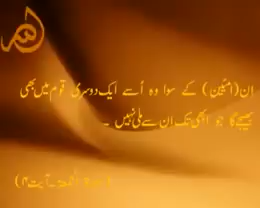 ان (امیّین) کے سوا وہ اُسے ایک دوسری قوم میں بھی
بھیجے گا جو ابھی تک ان سے ملی نہیں ۔